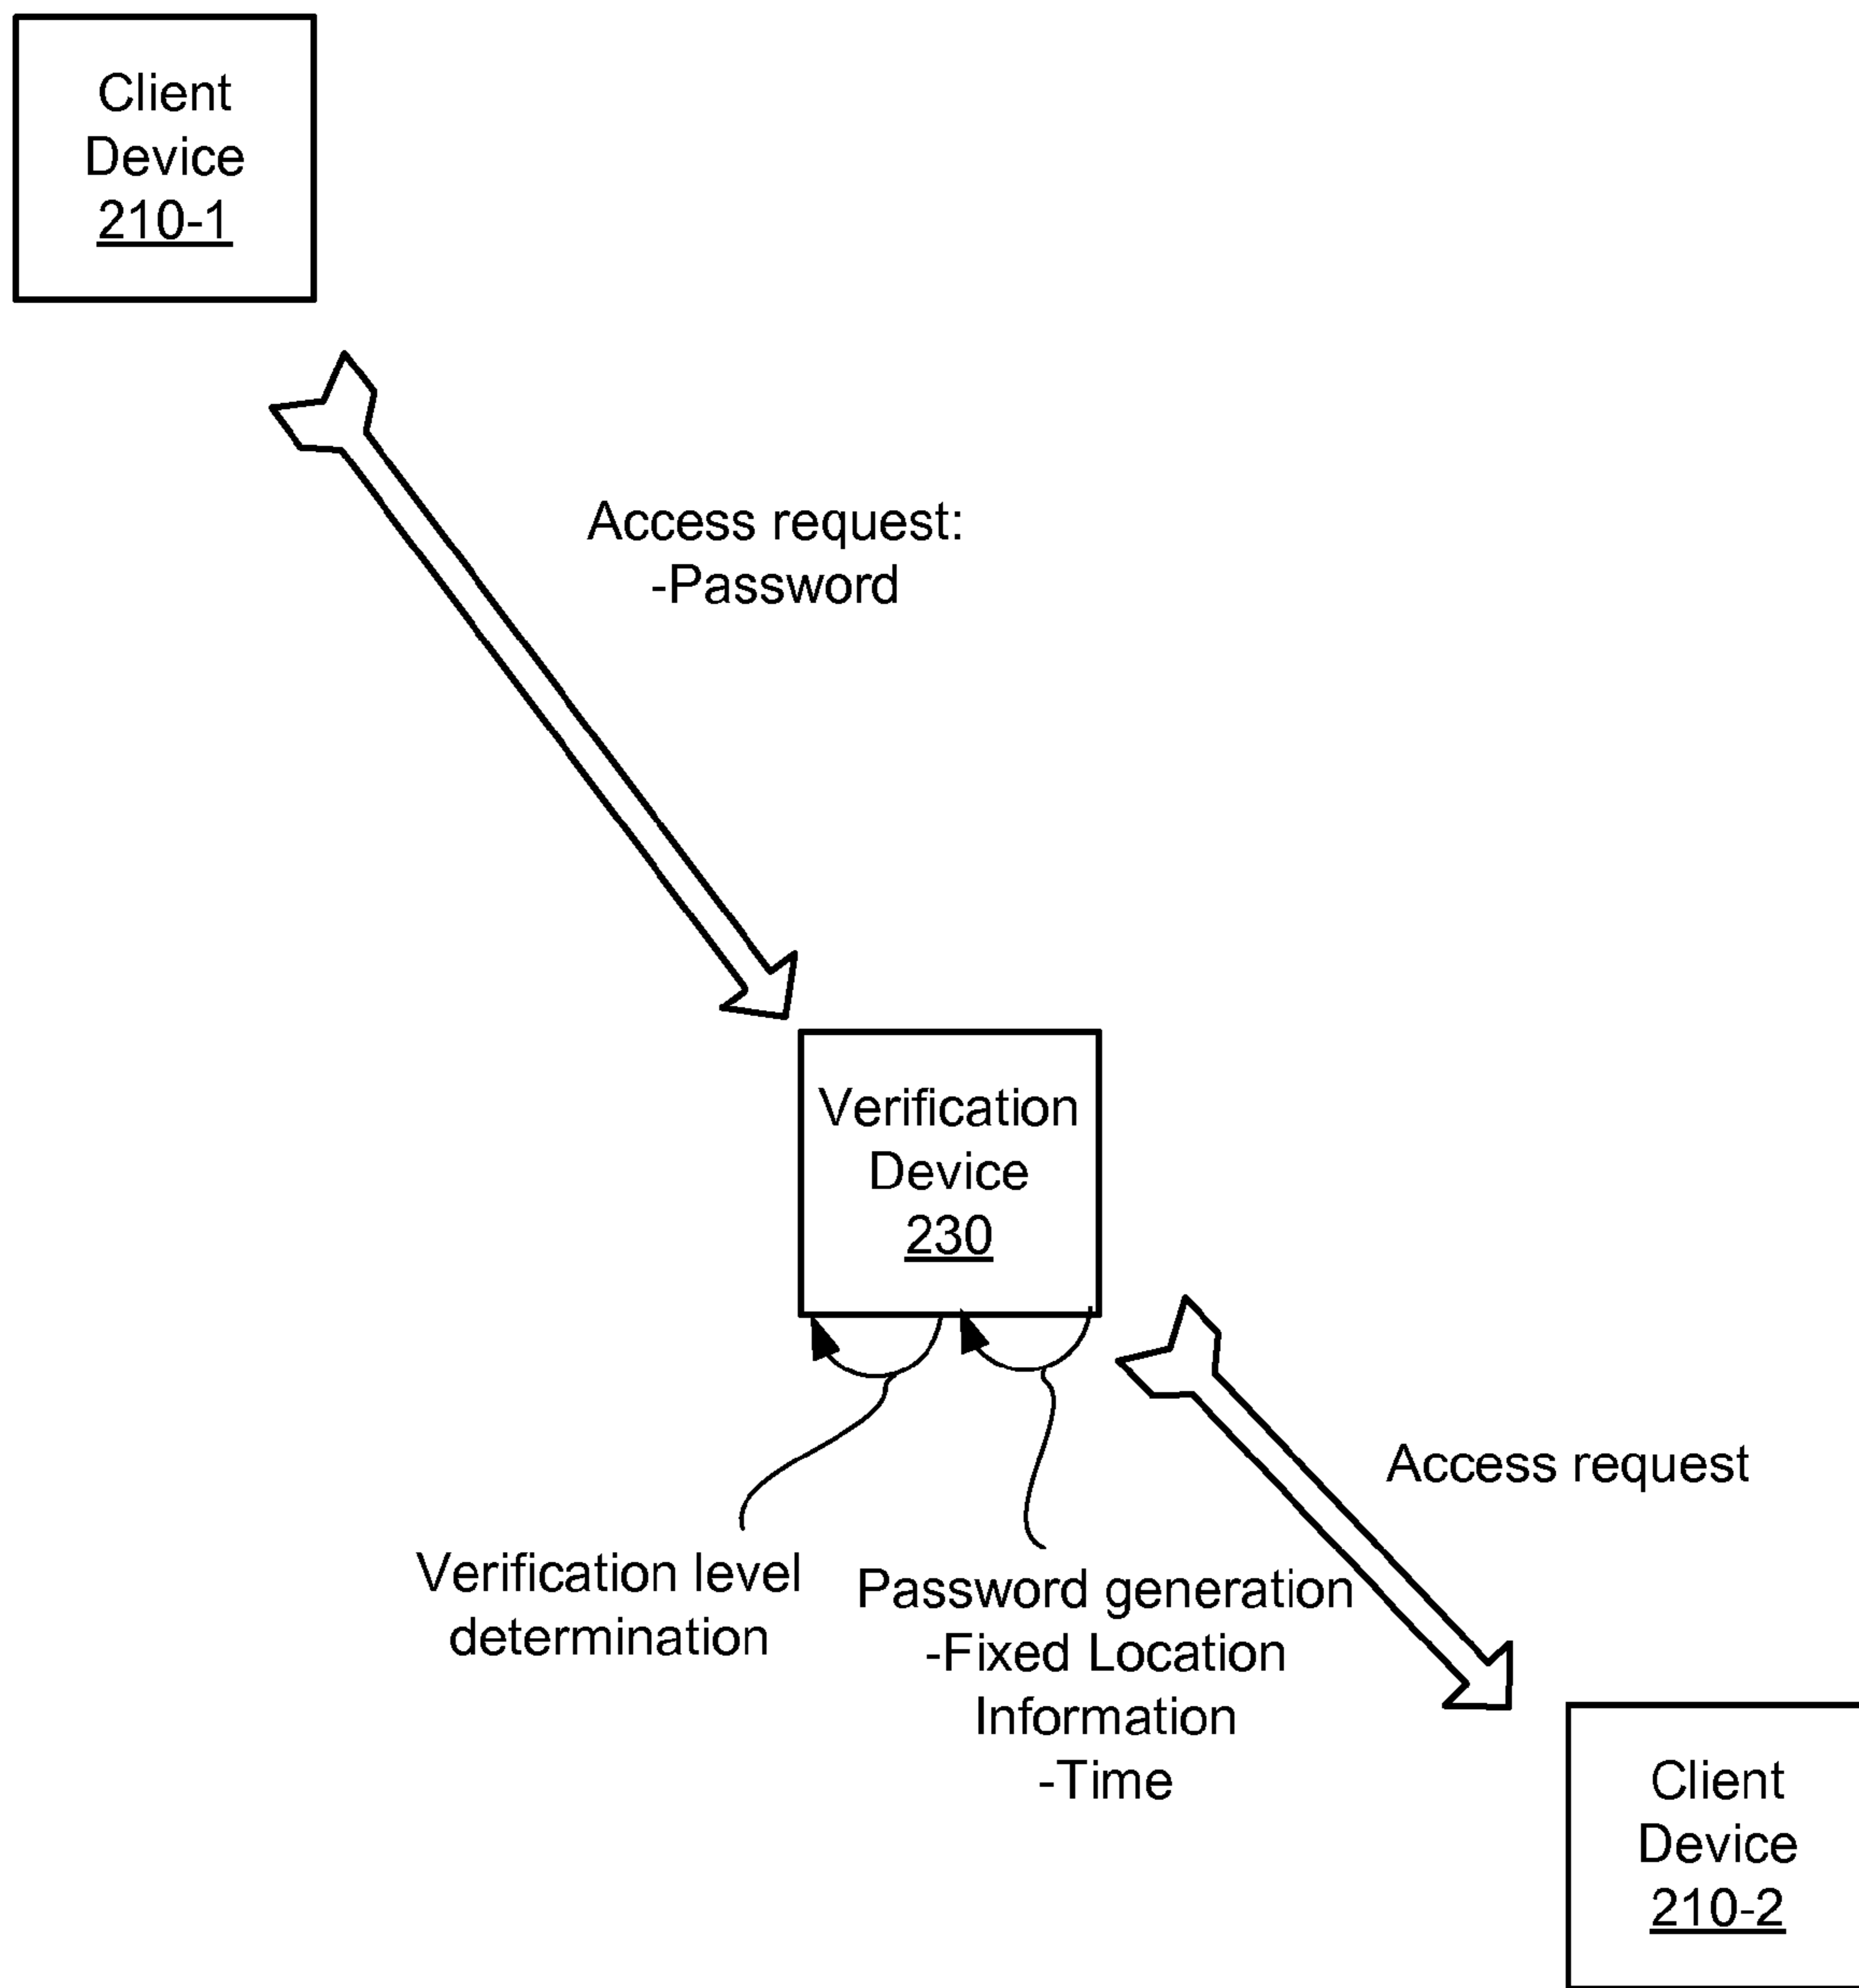 Client
Device
210-1
Access request:
-Password
Verification
Device
230
Access request
Verification level
determination
Password generation
-Fixed Location
Information
-Time
Client
Device
210-2